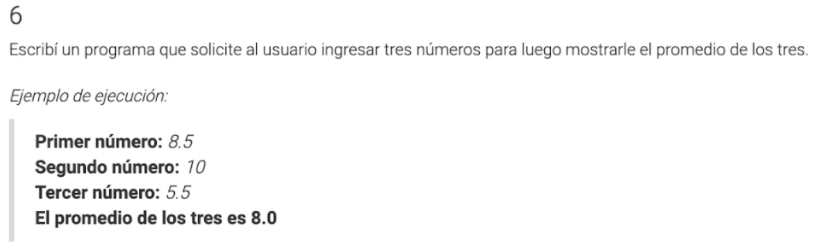 6
Escribí un programa que solicite al usuario ingresar tres números para luego mostrarle el promedio de los tres.
Ejemplo de ejecución:
Primer número: 8.5
Segundo número: 10
Tercer número: 5.5
El promedio de los tres es 8.0